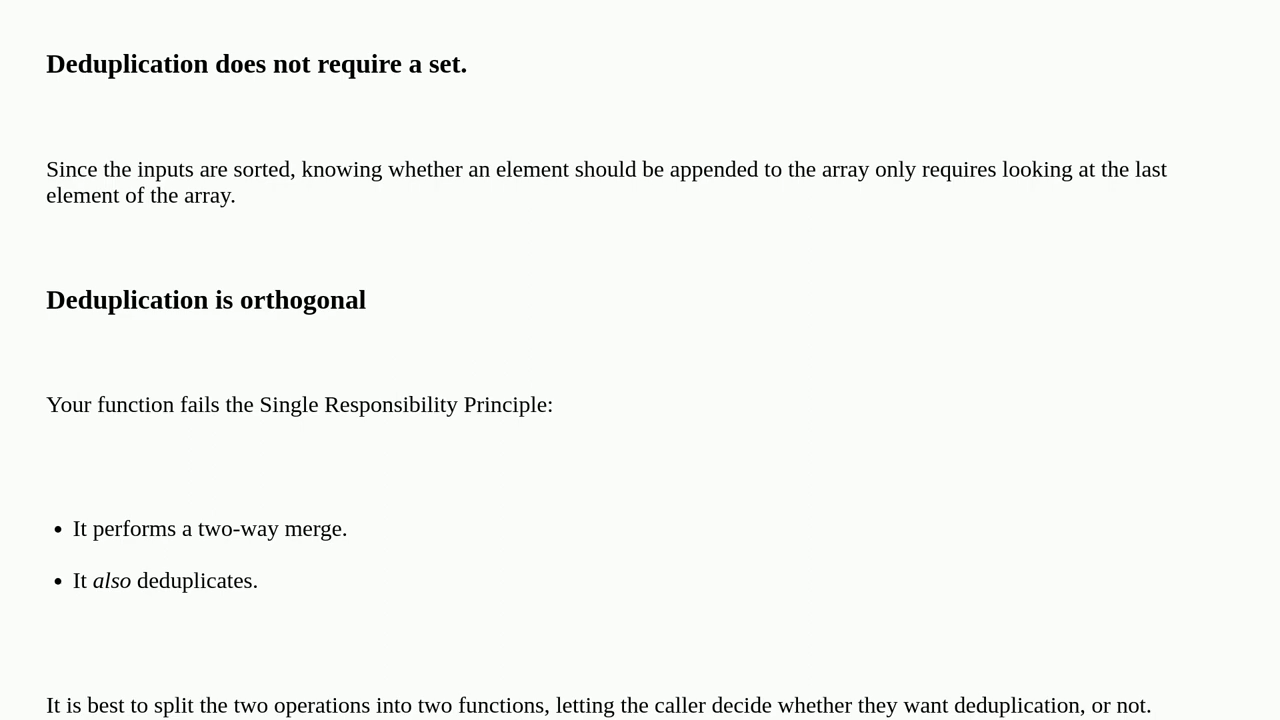 Deduplication does not require a set.
Since the inputs are sorted, knowing whether an element should be appended to the array only requires looking at the last
element of the array.
Deduplication is orthogonal
Your function fails the Single Responsibility Principle:
• It performs a two-way merge.
• It also deduplicates.
It is best to split the two operations into two functions, letting the caller decide whether they want deduplication, or not.